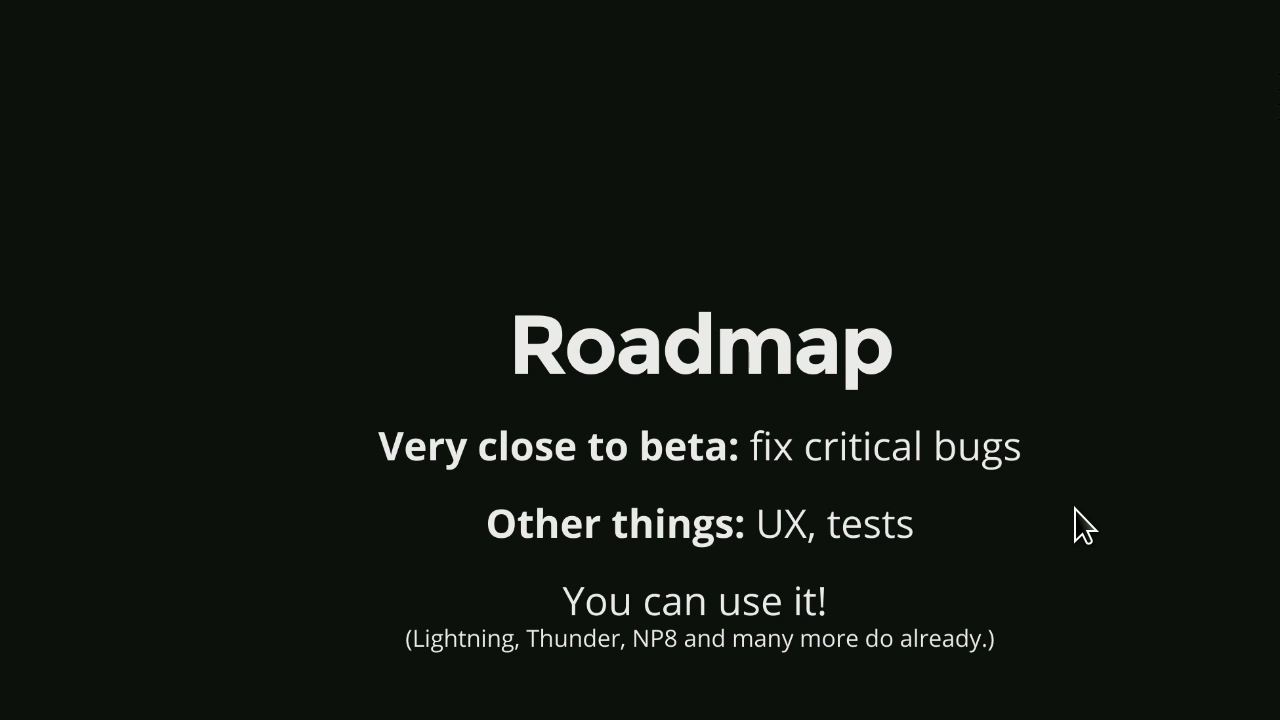 Roadmap
Very close to beta: fix critical bugs
Other things: UX, tests
You can use it!
(Lightning, Thunder, NP8 and many more do already.)